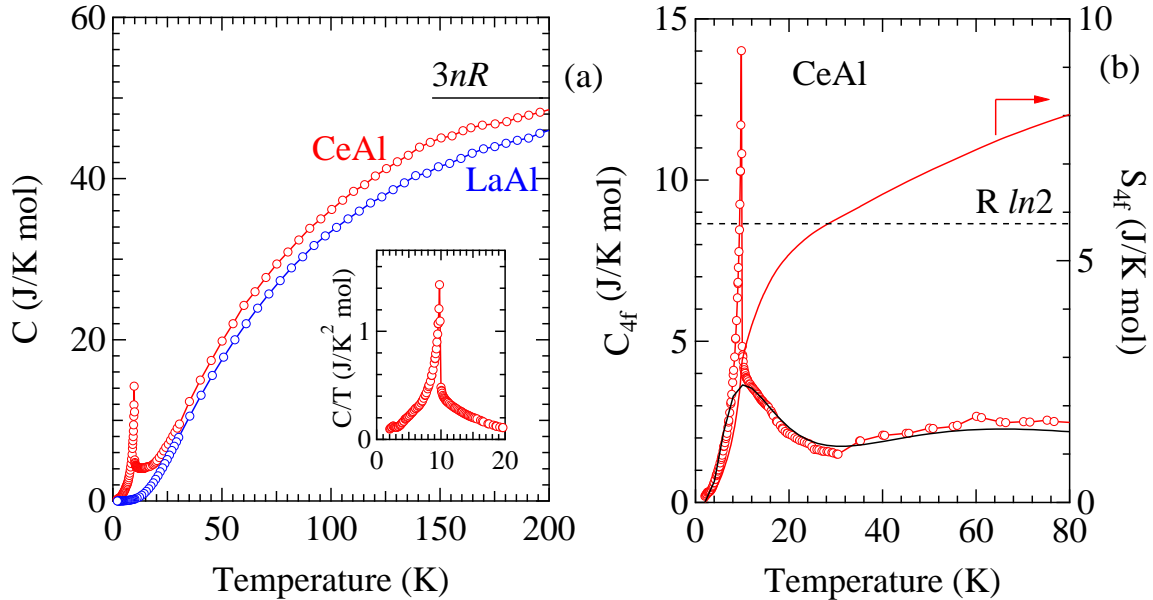 60
40
20
0
C (J/K mol)
3nR
(a)
CeAl
LaAl
C/T (J/K² mol)
1
0
0
10
20
0
50
100
150
200
Temperature (K)
15
10
5
0
C4f (J/K mol)
CeAl
(b)
R ln2
10
5
0
S4f (J/K mol)
0
20
40
60
80
Temperature (K)